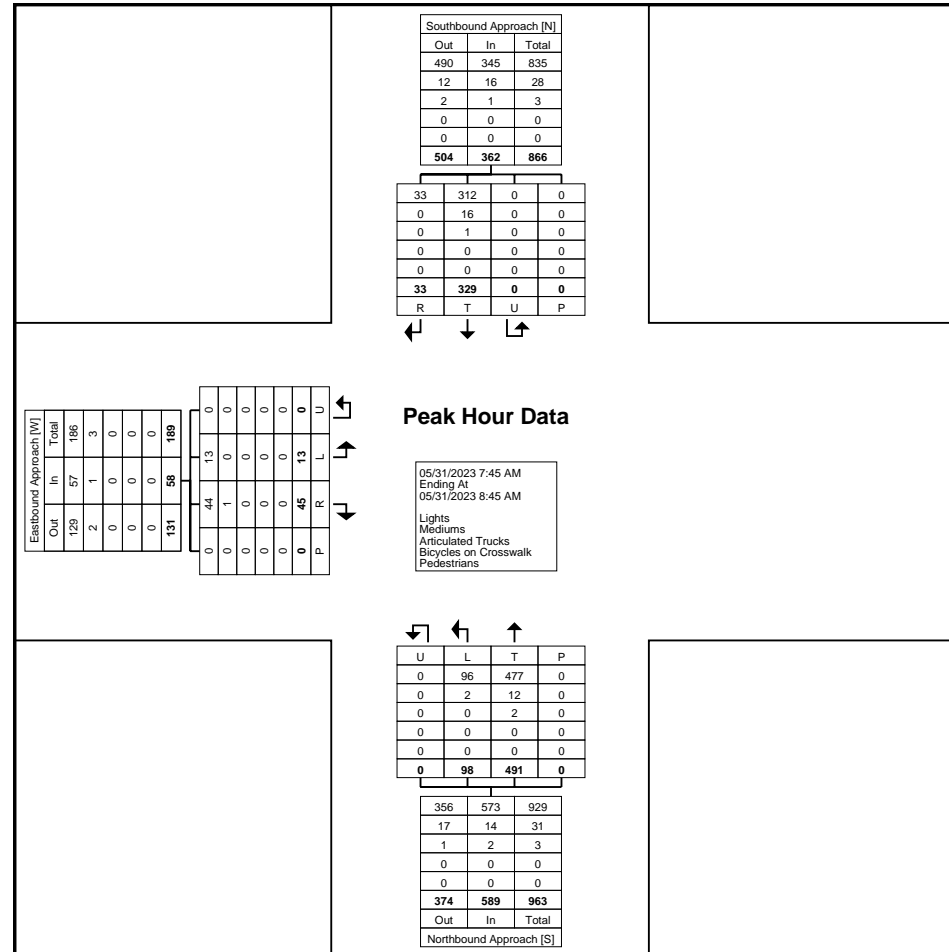 Southbound Approach [N]
Out In Total
490 345 835
12 16 28
2 1 3
0 0 0
0 0 0
504 362 866
33 312 0 0
0 16 0 0
0 1 0 0
0 0 0 0
0 0 0 0
33 329 0 0
R T U P
Eastbound Approach [W]
Out In Total
129 57 186
2 1 3
0 0 0
0 0 0
0 0 0
131 58 189
0 44 13 0
0 1 0 0
0 0 0 0
0 0 0 0
0 0 0 0
0 45 13 0
P R L U
Peak Hour Data
05/31/2023 7:45 AM
Ending At
05/31/2023 8:45 AM
Lights
Mediums
Articulated Trucks
Bicycles on Crosswalk
Pedestrians
U L T P
0 96 477 0
0 2 12 0
0 0 2 0
0 0 0 0
0 0 0 0
0 98 491 0
356 573 929
17 14 31
1 2 3
0 0 0
0 0 0
374 589 963
Out In Total
Northbound Approach [S]